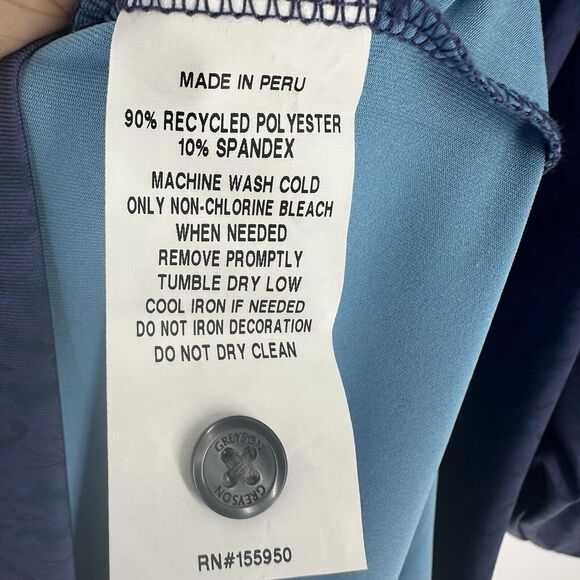 MADE IN PERU
90% RECYCLED POLYESTER
10% SPANDEX
MACHINE WASH COLD
ONLY NON-CHLORINE BLEACH
WHEN NEEDED
REMOVE PROMPTLY
TUMBLE DRY LOW
COOL IRON IF NEEDED
DO NOT IRON DECORATION
DO NOT DRY CLEAN
GREYSON
GREYSON
RN#155950